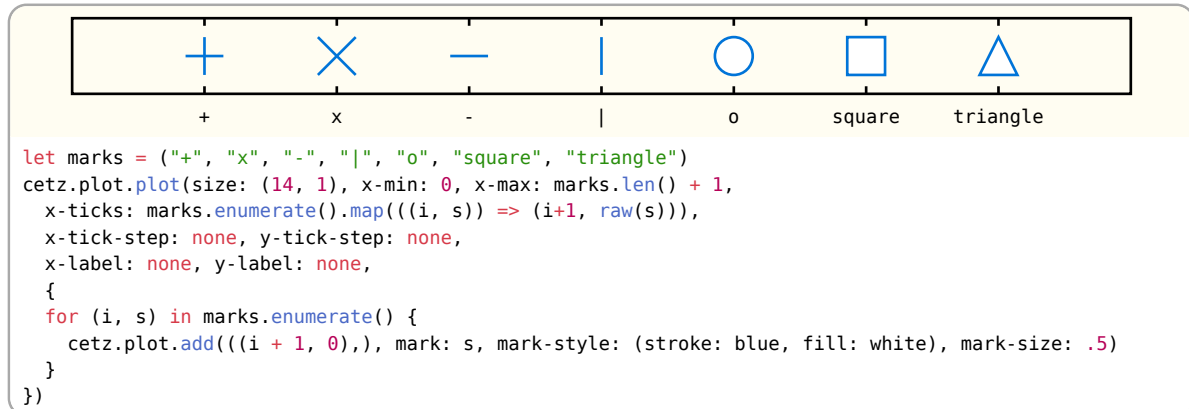 + x - | o square triangle
let marks = ("+", "x", "-", "|", "o", "square", "triangle")
cetz.plot.plot(size: (14, 1), x-min: 0, x-max: marks.len() + 1,
  x-ticks: marks.enumerate().map(((i, s)) => (i+1, raw(s))),
  x-tick-step: none, y-tick-step: none,
  x-label: none, y-label: none,
  {
  for (i, s) in marks.enumerate() {
    cetz.plot.add(((i + 1, 0),), mark: s, mark-style: (stroke: blue, fill: white), mark-size: .5)
  }
})